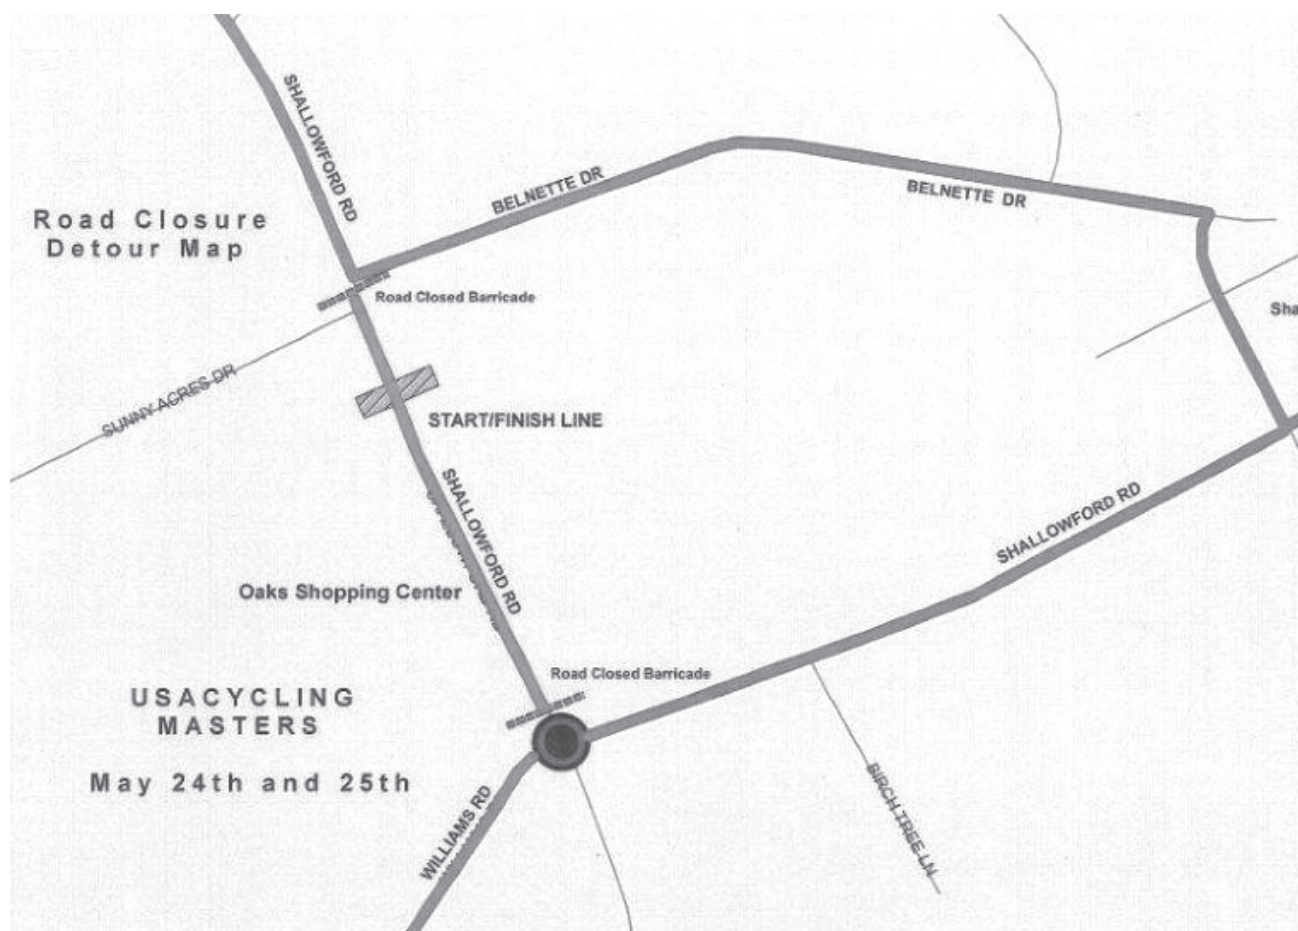 SHALLOWFORD RD
BELNETTE DR
BELNETTE DR
Road Closure
Detour Map
Road Closed Barricade
Sha
SUNNY ACRES DR
START/FINISH LINE
SHALLOWFORD RD
SHALLOWFORD RD
Oaks Shopping Center
Road Closed Barricade
USACYCLING
MASTERS
May 24th and 25th
WILLIAMS RD
BIRCH TREE LN